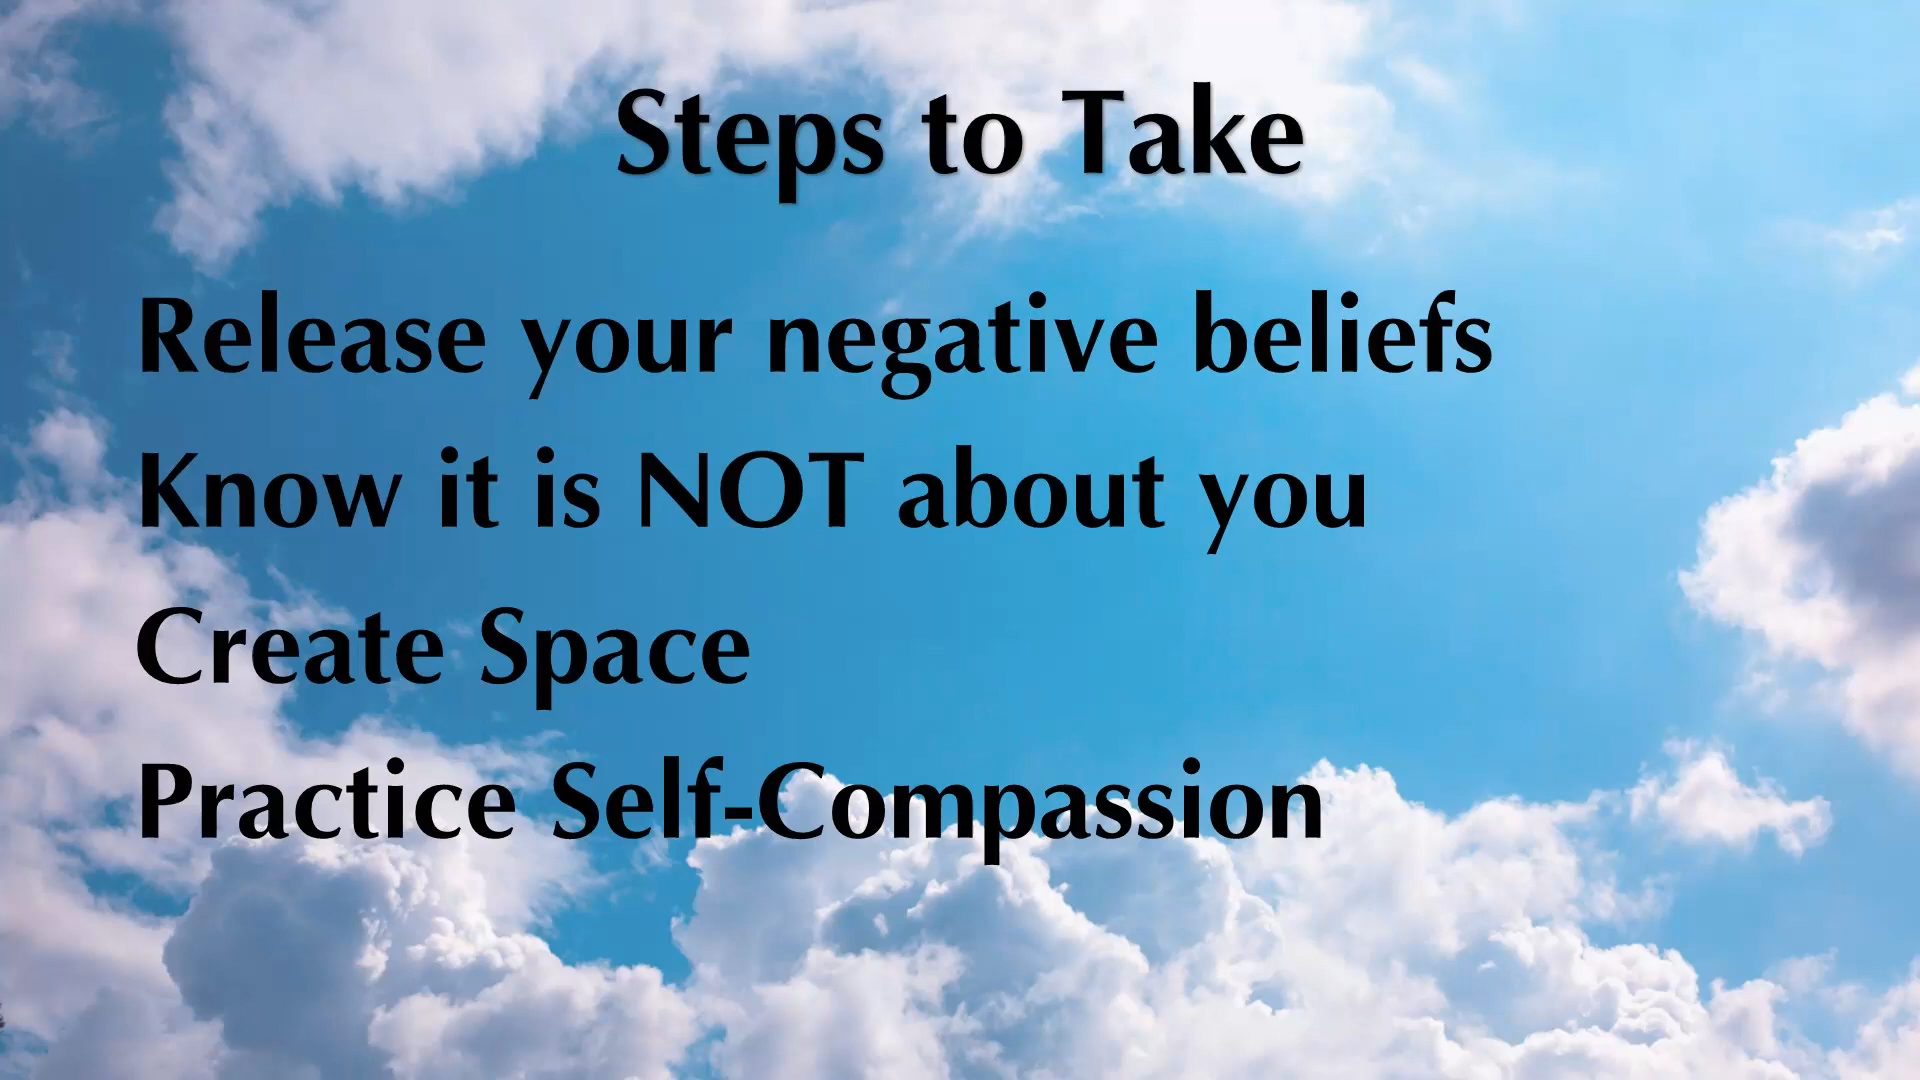 Steps to Take
Release your negative beliefs
Know it is NOT about you
Create Space
Practice Self-Compassion